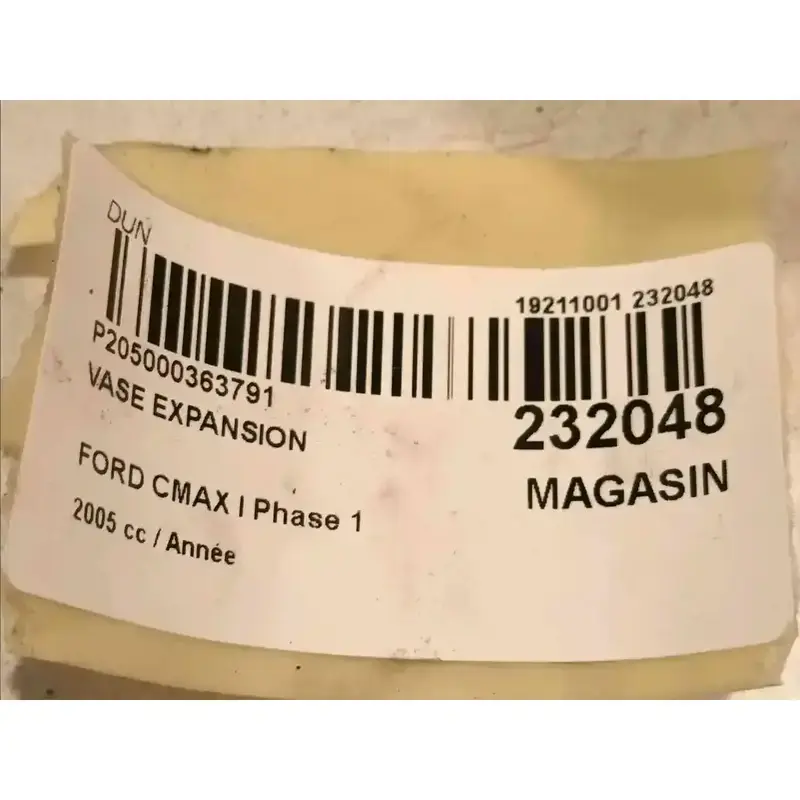 DUN
19211001 232048
P205000363791
232048
VASE EXPANSION
MAGASIN
FORD CMAX I Phase 1
2005 cc / Année